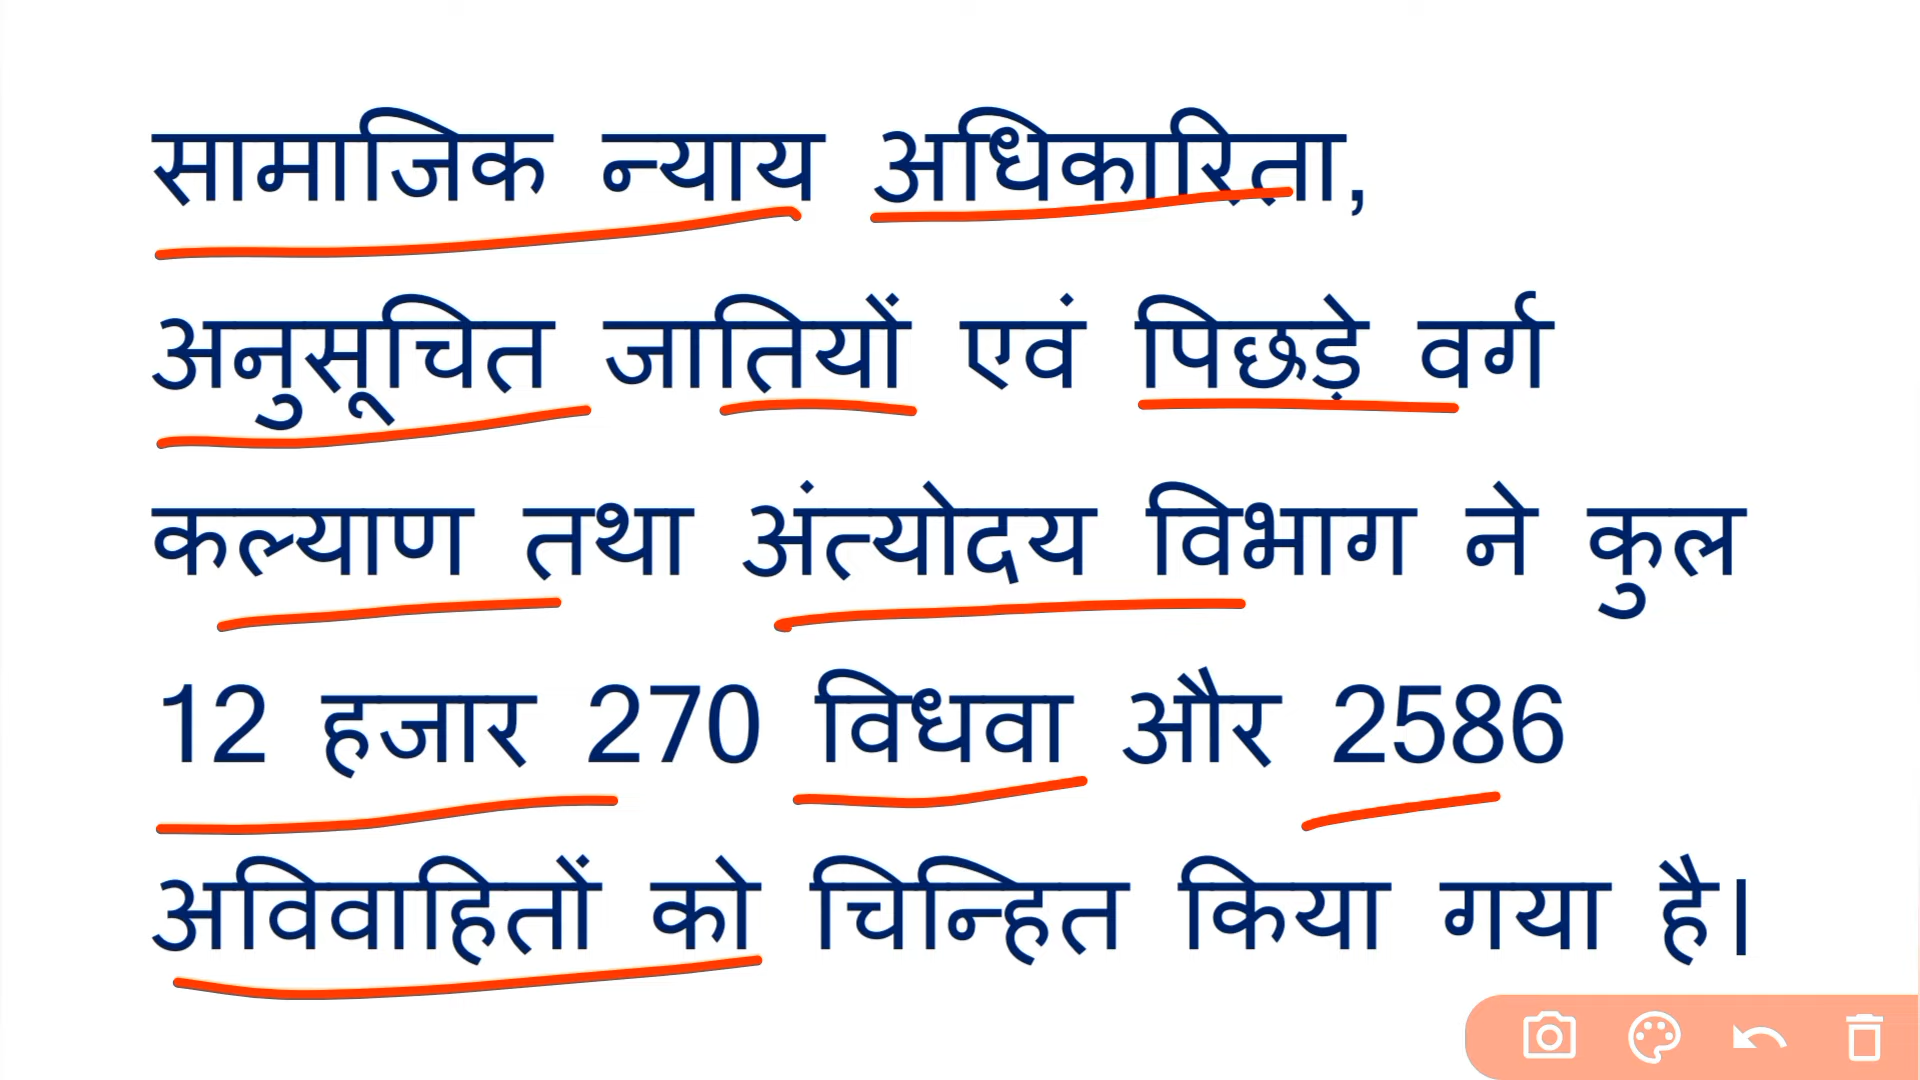 सामाजिक न्याय अधिकारिता,
अनुसूचित जातियों एवं पिछड़े वर्ग
कल्याण तथा अंत्योदय विभाग ने कुल
12 हजार 270 विधवा और 2586
अविवाहितों को चिन्हित किया गया है।